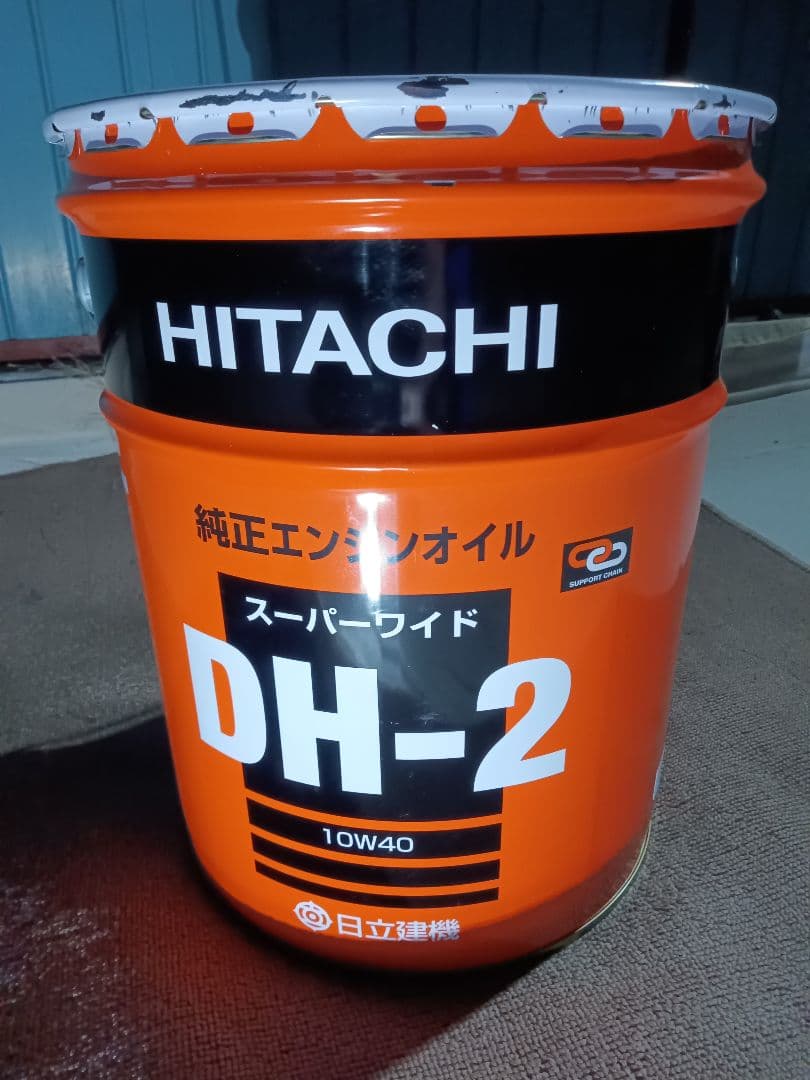 HITACHI
純正エンジンオイル
SUPPORT CHAIN
スーパーワイド
DH-2
10W40
日立建機